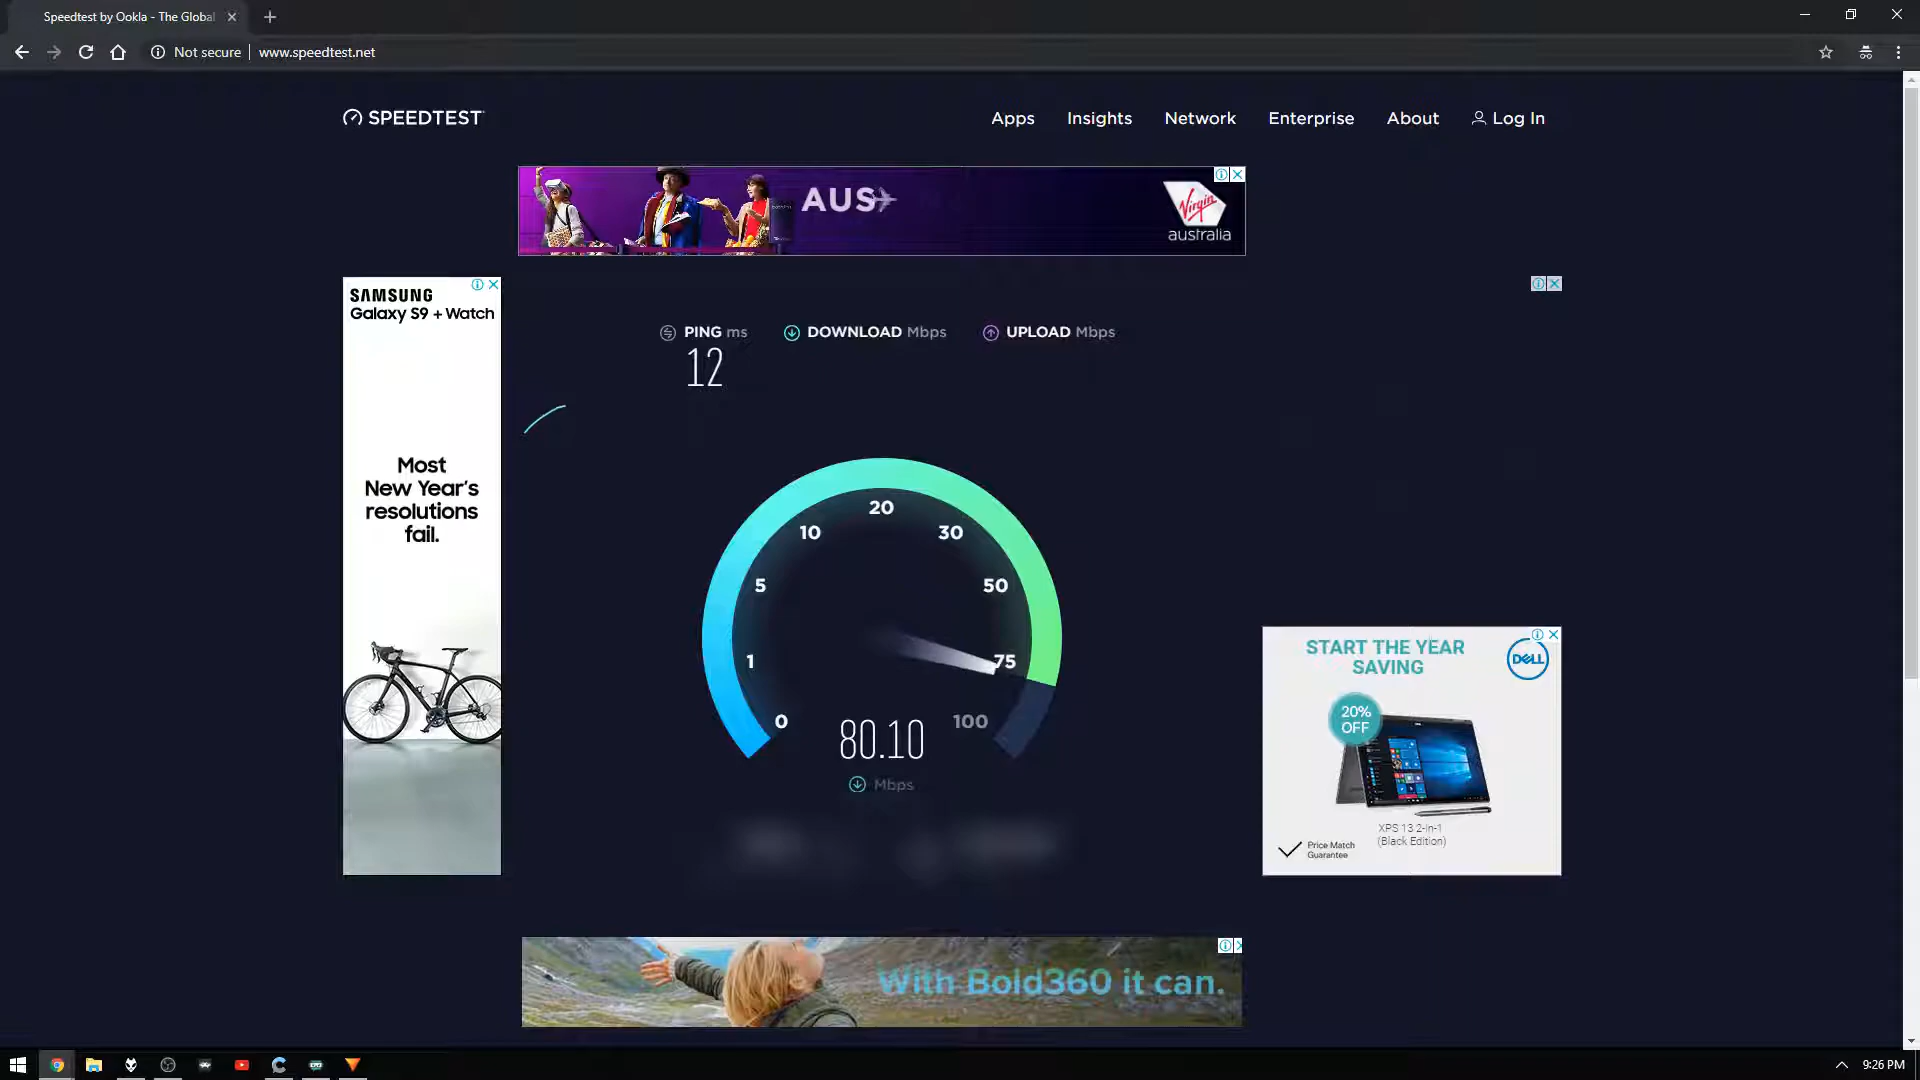 Speedtest by Ookla - The Global
Not secure
www.speedtest.net
SPEEDTEST
Apps
Insights
Network
Enterprise
About
Log In
AUS
Virgin
australia
SAMSUNG
Galaxy S9 + Watch
Most
New Year's
resolutions
fail.
PING ms
12
DOWNLOAD Mbps
UPLOAD Mbps
0
1
5
10
20
30
50
75
100
80.10
Mbps
START THE YEAR
SAVING
DELL
20%
OFF
XPS 13 2-in-1
(Black Edition)
Price Match
Guarantee
With Bold360 it can.
9:26 PM